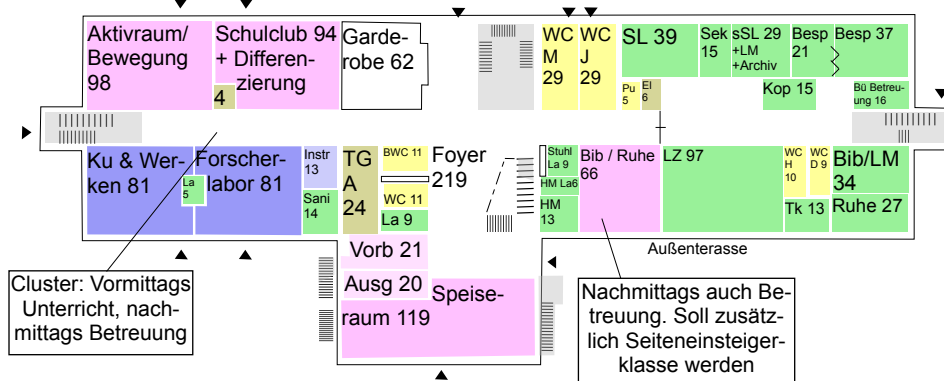 Aktivraum/
Bewegung
98
Schulclub 94
+ Differen-
zierung
4
Garde-
robe 62
WC
M
29
WC
J
29
SL 39
Sek
15
sSL 29
+LM
+Archiv
Besp
21
Besp 37
Pu
5
El
6
Kop 15
Bü Betreu-
ung 16
Ku & Wer-
ken 81
La
5
Forscher-
labor 81
Instr
13
Sani
14
TG
A
24
BWC 11
WC 11
La 9
Foyer
219
Stuhl
La 9
HM La6
HM
13
Bib / Ruhe
66
LZ 97
WC
H
10
WC
D 9
Tk 13
Bib/LM
34
Ruhe 27
Außenterasse
Vorb 21
Ausg 20
Speise-
raum 119
Cluster: Vormittags
Unterricht, nach-
mittags Betreuung
Nachmittags auch Be-
treuung. Soll zusätz-
lich Seiteneinsteiger-
klasse werden